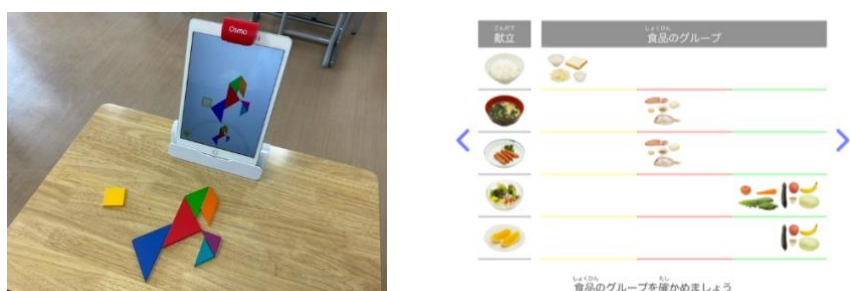 Osmo
こんだて
献立
しょくひん
食品のグループ
しょくひん たし
食品のグループを確かめましょう